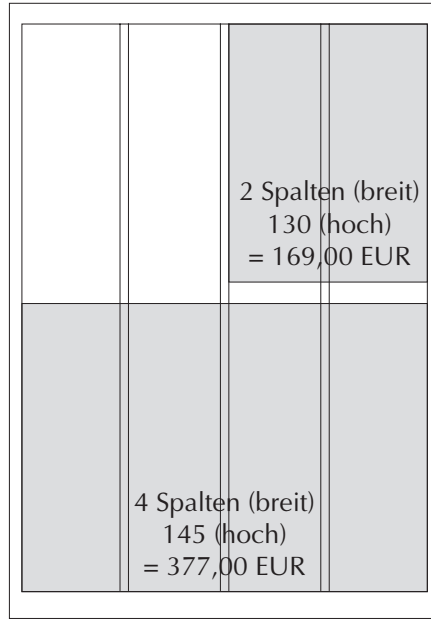 2 Spalten (breit)
130 (hoch)
= 169,00 EUR
4 Spalten (breit)
145 (hoch)
= 377,00 EUR